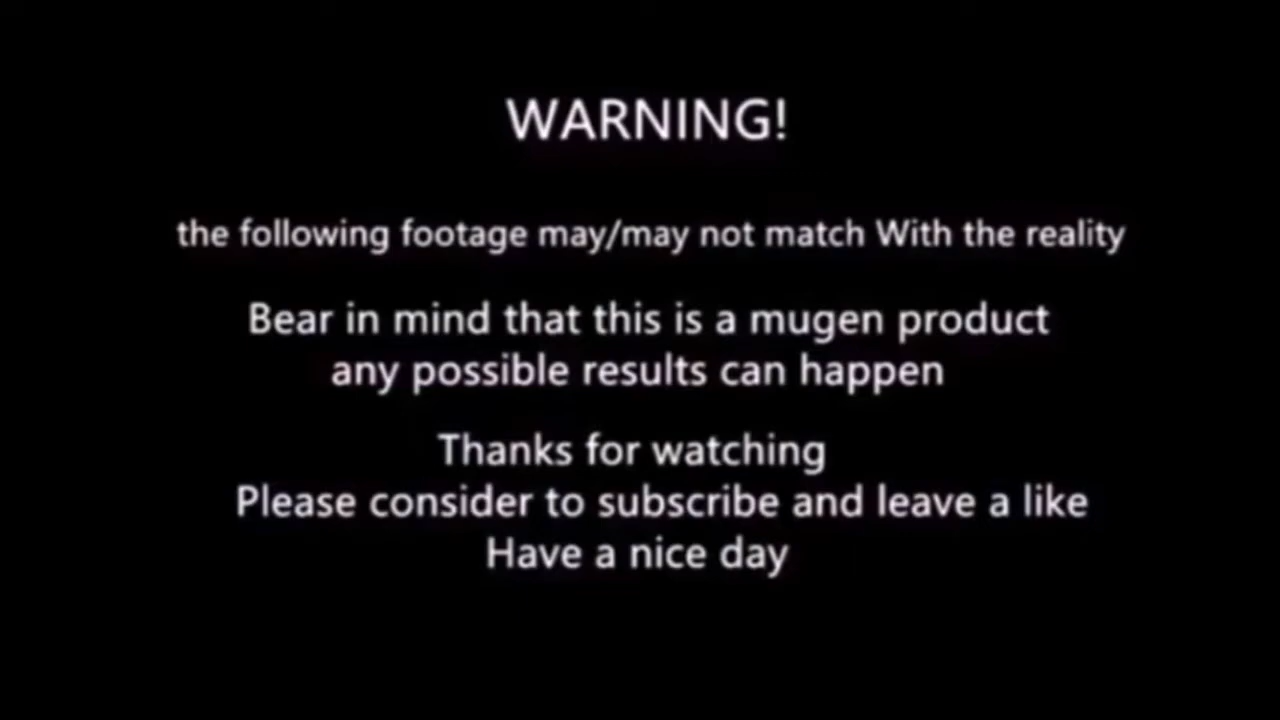 WARNING!
the following footage may/may not match With the reality
Bear in mind that this is a mugen product
any possible results can happen
Thanks for watching
Please consider to subscribe and leave a like
Have a nice day